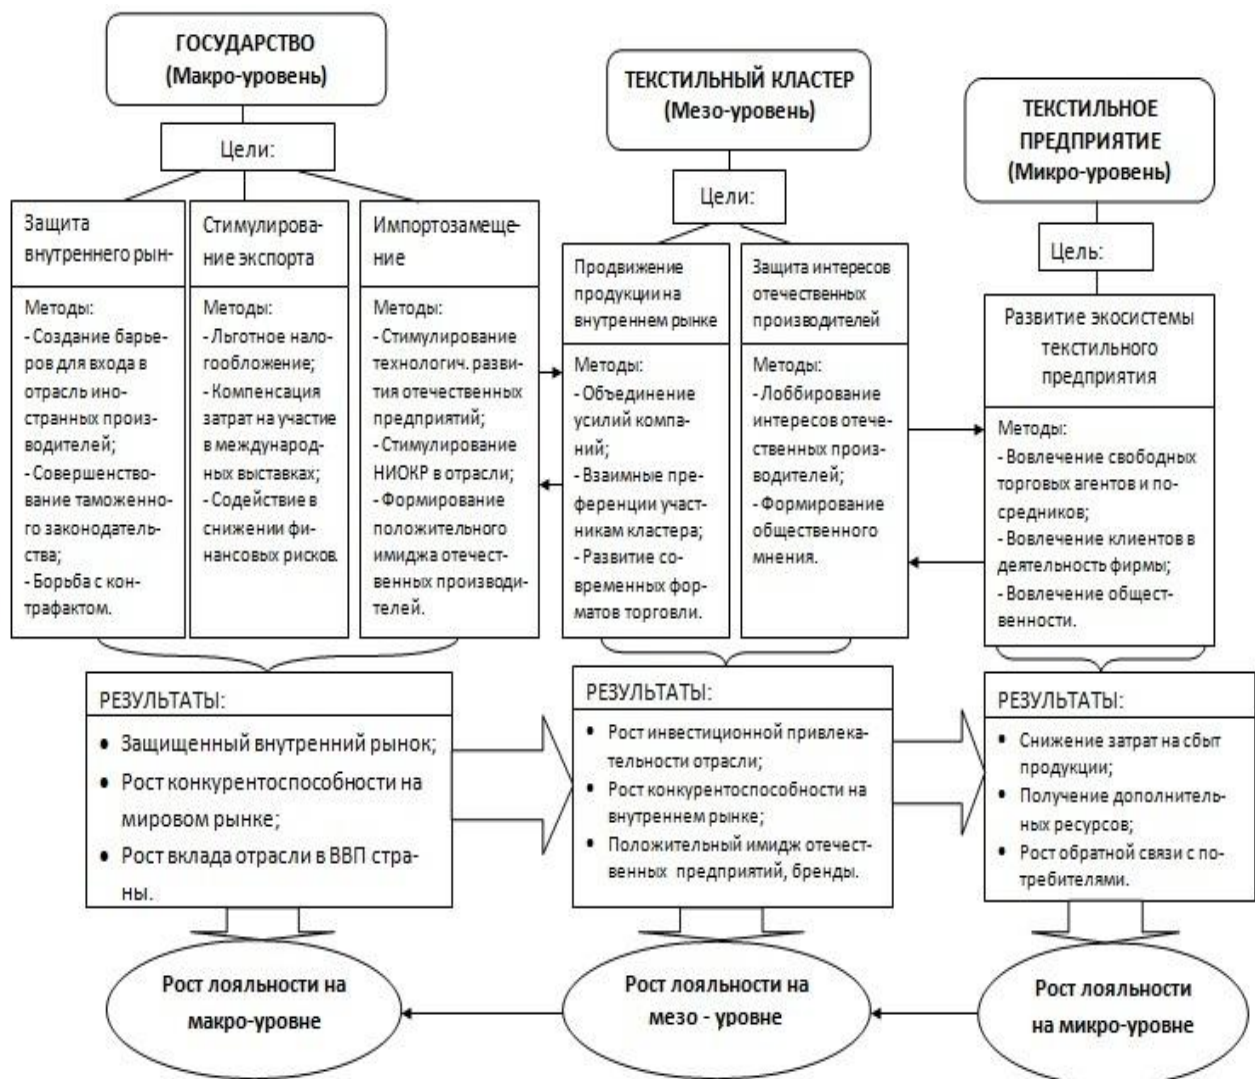 ГОСУДАРСТВО
(Макро-уровень)
Цели:
Защита
внутреннего рын-
Методы:
- Создание барье-
ров для входа в
отрасль ино-
странных произ-
водителей;
- Совершенство-
вание таможенно-
го законодатель-
ства;
- Борьба с кон-
трафактом.
Стимулирова-
ние экспорта
Методы:
- Льготное нало-
гообложение;
- Компенсация
затрат на участие
в международ-
ных выставках;
- Содействие в
снижении фи-
нансовых рисков.
Импортозамеще-
ние
Методы:
- Стимулирование
технологич. разви-
тия отечественных
предприятий;
- Стимулирование
НИОКР в отрасли;
- Формирование
положительного
имиджа отечест-
венных производи-
телей.
РЕЗУЛЬТАТЫ:
• Защищенный внутренний рынок;
• Рост конкурентоспособности на
мировом рынке;
• Рост вклада отрасли в ВВП стра-
ны.
Рост лояльности на
макро-уровне
ТЕКСТИЛЬНЫЙ КЛАСТЕР
(Мезо-уровень)
Цели:
Продвижение
продукции на
внутреннем рынке
Методы:
- Объединение
усилий компа-
ний;
- Взаимные пре-
ференции участ-
никам кластера;
- Развитие со-
временных фор-
матов торговли.
Защита интересов
отечественных
производителей
Методы:
- Лоббирование
интересов отече-
ственных произ-
водителей;
- Формирование
общественного
мнения.
РЕЗУЛЬТАТЫ:
• Рост инвестиционной привлека-
тельности отрасли;
• Рост конкурентоспособности на
внутреннем рынке;
• Положительный имидж отечест-
венных предприятий, бренды.
Рост лояльности на
мезо - уровне
ТЕКСТИЛЬНОЕ
ПРЕДПРИЯТИЕ
(Микро-уровень)
Цель:
Развитие экосистемы
текстильного
предприятия
Методы:
- Вовлечение свободных
торговых агентов и по-
средников;
- Вовлечение клиентов в
деятельность фирмы;
- Вовлечение общест-
венности.
РЕЗУЛЬТАТЫ:
• Снижение затрат на сбыт
продукции;
• Получение дополнитель-
ных ресурсов;
• Рост обратной связи с по-
требителями.
Рост лояльности
на микро-уровне